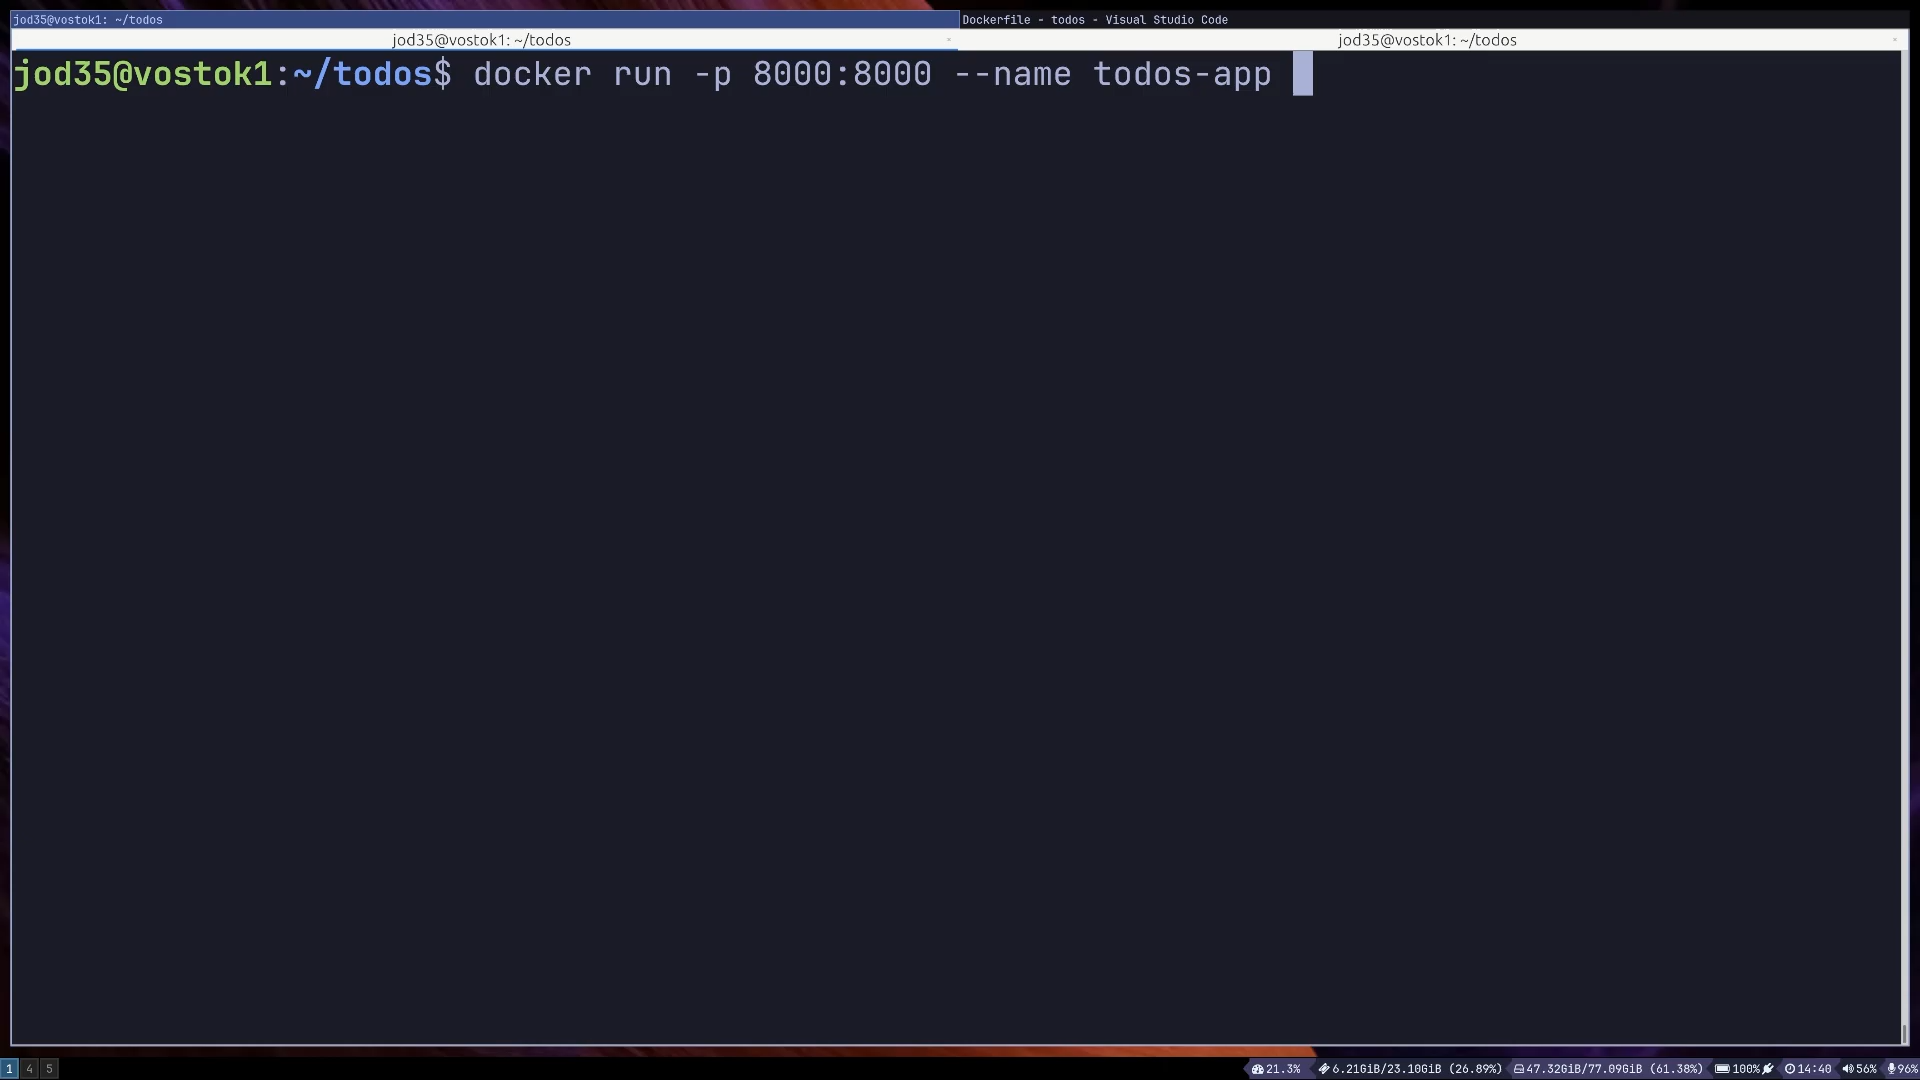 jod35@vostok1: ~/todos
Dockerfile - todos - Visual Studio Code
jod35@vostok1: ~/todos
jod35@vostok1: ~/todos
jod35@vostok1:~/todos$ docker run -p 8000:8000 --name todos-app
1 4 5
21.3% 6.21GiB/23.10GiB (26.89%) 47.32GiB/77.09GiB (61.38%) 100% 14:40 56% 96%